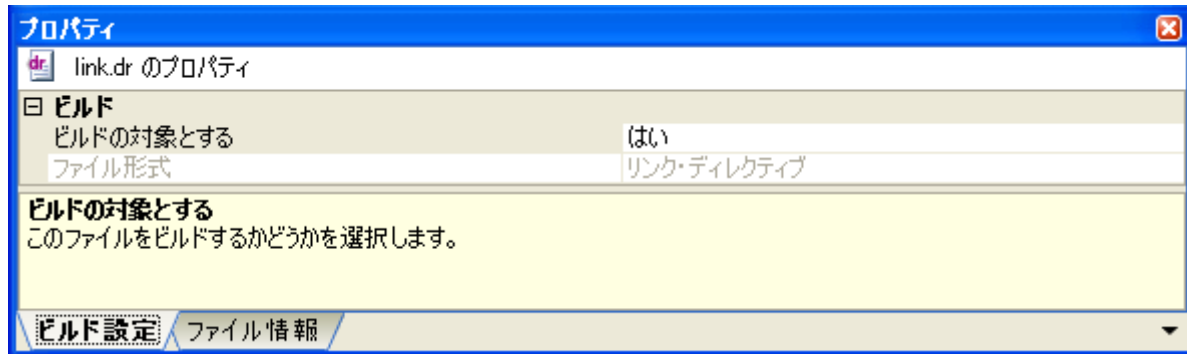 プロパティ
dr link.dr のプロパティ
ビルド
ビルドの対象とする はい
ファイル形式 リンク・ディレクティブ
ビルドの対象とする
このファイルをビルドするかどうかを選択します。
ビルド設定 ファイル情報